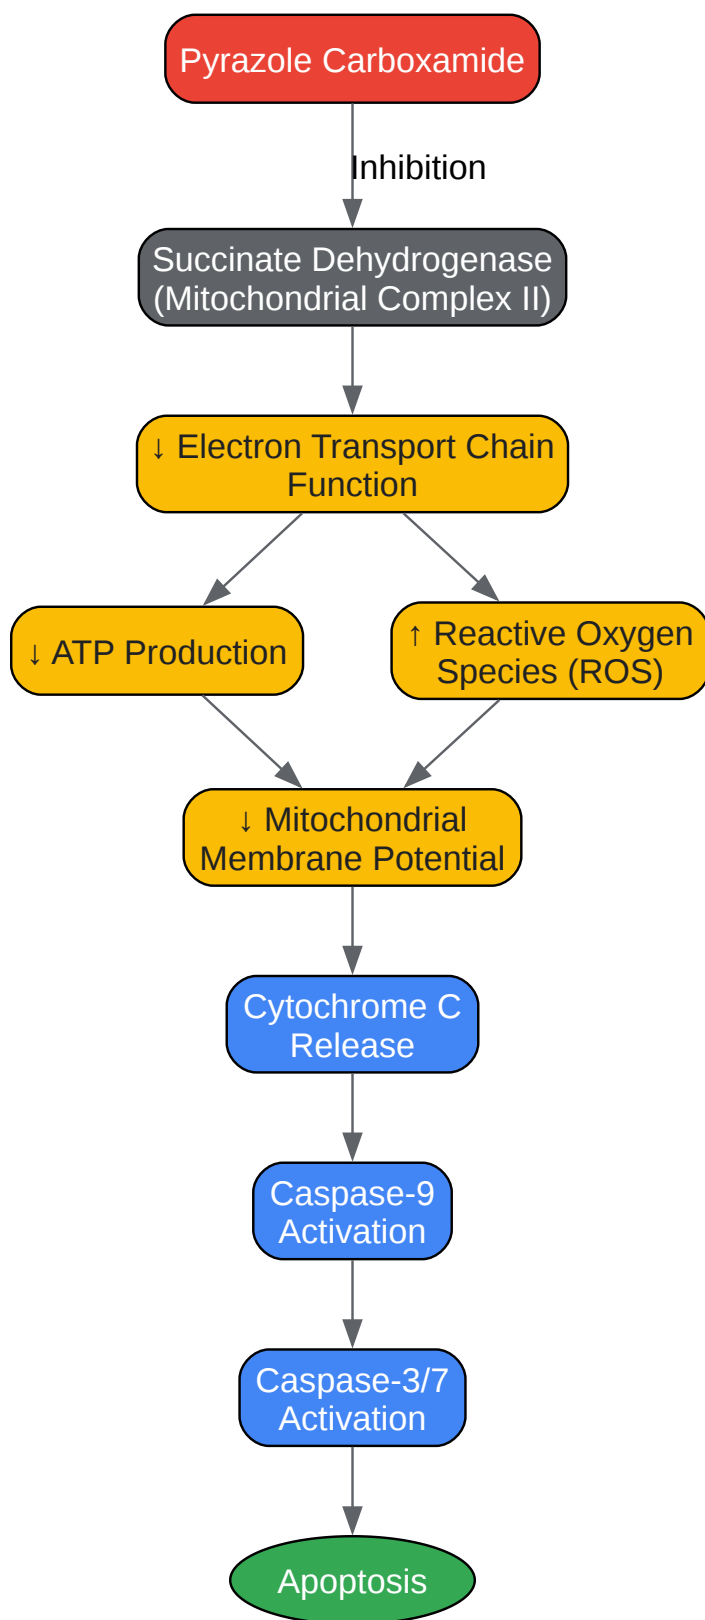 Pyrazole Carboxamide
Inhibition
Succinate Dehydrogenase
(Mitochondrial Complex II)
↓ Electron Transport Chain
Function
↓ ATP Production
↑ Reactive Oxygen
Species (ROS)
↓ Mitochondrial
Membrane Potential
Cytochrome C
Release
Caspase-9
Activation
Caspase-3/7
Activation
Apoptosis